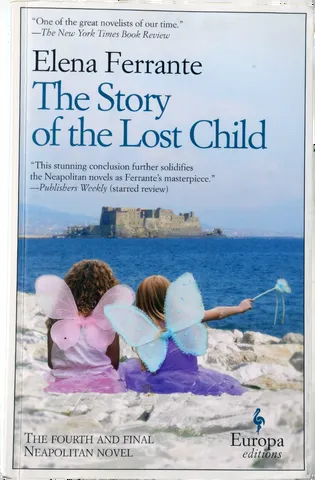 "One of the great novelists of our time."
—The New York Times Book Review
Elena Ferrante
The Story
of the Lost Child
"This stunning conclusion further solidifies
the Neapolitan novels as Ferrante's masterpiece."
—Publishers Weekly (starred review)
THE FOURTH AND FINAL
NEAPOLITAN NOVEL
Europa
editions